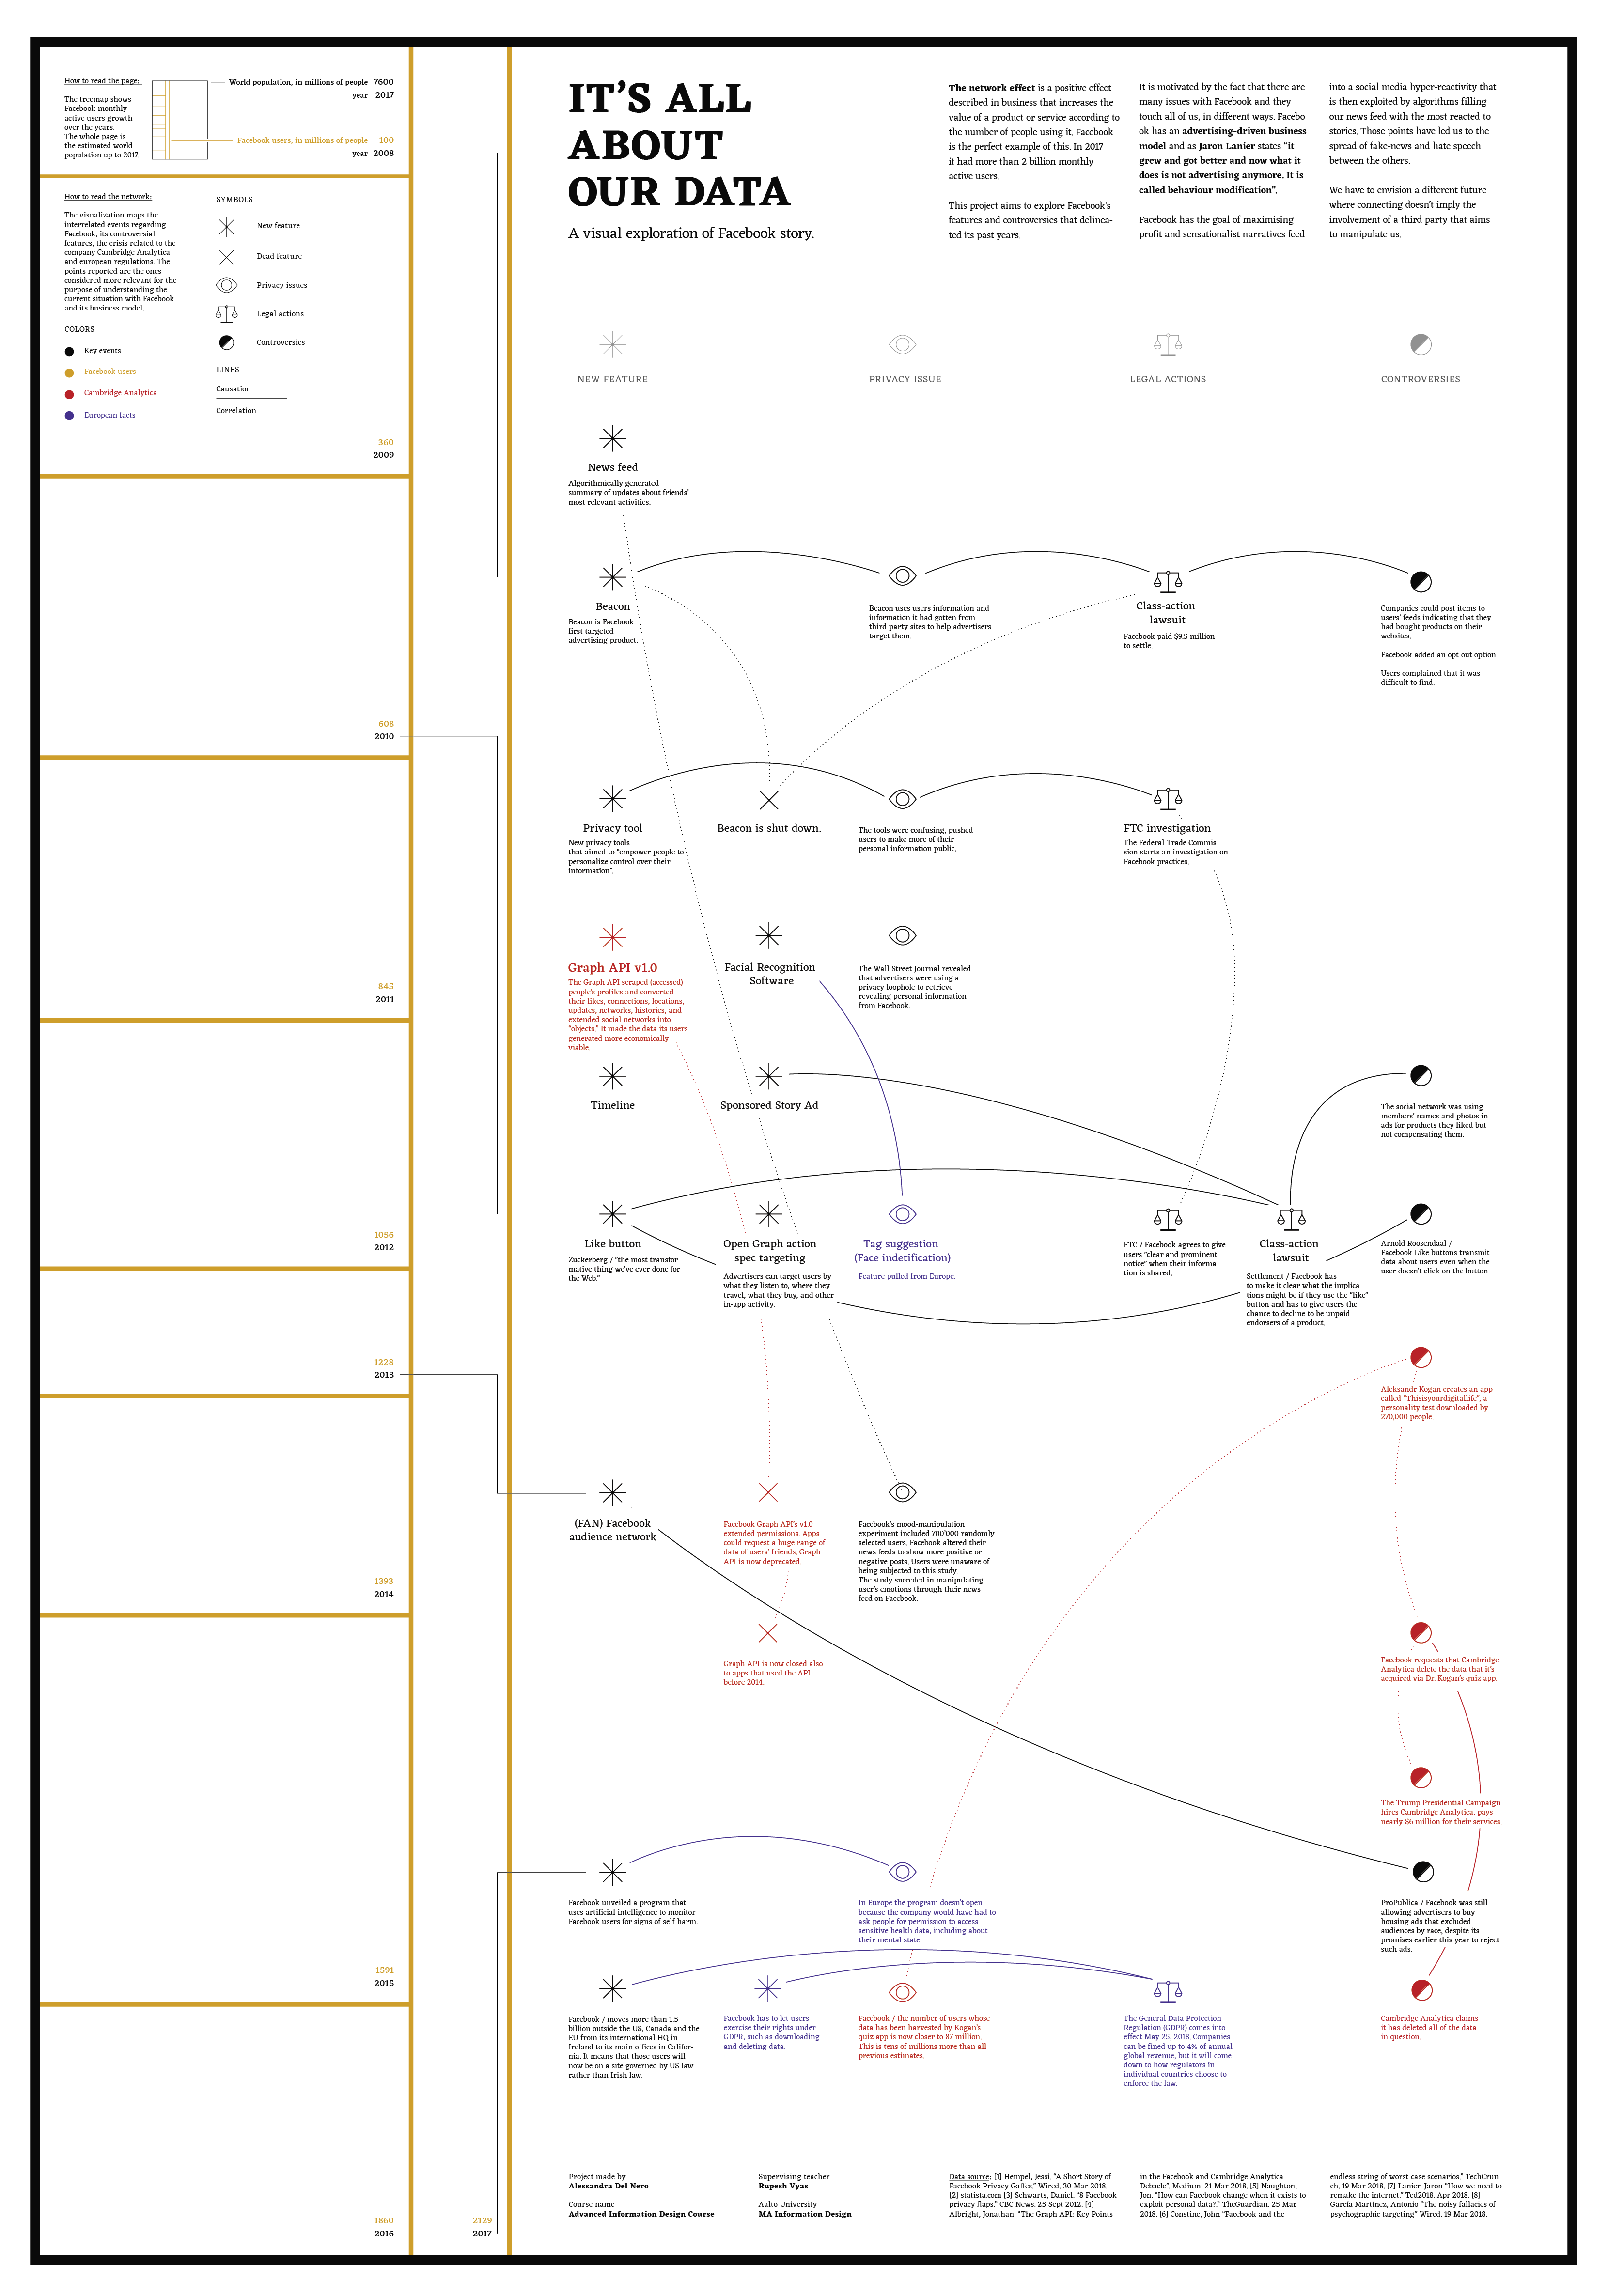 How to read the page:
The treemap shows
Facebook monthly
active users growth
over the years.
The whole page is
the estimated world
population up to 2017.
World population, in millions of people 7600
year 2017
Facebook users, in millions of people 100
year 2008
How to read the network:
The visualization maps the
interrelated events regarding
Facebook, its controversial
features, the crisis related to the
company Cambridge Analytica
and european regulations. The
points reported are the ones
considered more relevant for the
purpose of understanding the
current situation with Facebook
and its business model.
COLORS
Key events
Facebook users
Cambridge Analytica
European facts
SYMBOLS
New feature
Dead feature
Privacy issues
Legal actions
Controversies
LINES
Causation
Correlation
360
2009
608
2010
845
2011
1056
2012
1228
2013
1393
2014
1591
2015
1860
2016
2129
2017
IT'S ALL
ABOUT
OUR DATA
A visual exploration of Facebook story.
The network effect is a positive effect
described in business that increases the
value of a product or service according to
the number of people using it. Facebook
is the perfect example of this. In 2017
it had more than 2 billion monthly
active users.
This project aims to explore Facebook's
features and controversies that delinea-
ted its past years.
It is motivated by the fact that there are
many issues with Facebook and they
touch all of us, in different ways. Facebo-
ok has an advertising-driven business
model and as Jaron Lanier states "it
grew and got better and now what it
does is not advertising anymore. It is
called behaviour modification".
Facebook has the goal of maximising
profit and sensationalist narratives feed
into a social media hyper-reactivity that
is then exploited by algorithms filling
our news feed with the most reacted-to
stories. Those points have led us to the
spread of fake-news and hate speech
between the others.
We have to envision a different future
where connecting doesn't imply the
involvement of a third party that aims
to manipulate us.
NEW FEATURE
PRIVACY ISSUE
LEGAL ACTIONS
CONTROVERSIES
News feed
Algorithmically generated
summary of updates about friends'
most relevant activities.
Beacon
Beacon is Facebook
first targeted
advertising product.
Beacon uses users information and
information it had gotten from
third-party sites to help advertisers
target them.
Class-action
lawsuit
Facebook paid $9.5 million
to settle.
Companies could post items to
users' feeds indicating that they
had bought products on their
websites.
Facebook added an opt-out option
Users complained that it was
difficult to find.
Privacy tool
New privacy tools
that aimed to "empower people to
personalize control over their
information".
Beacon is shut down.
The tools were confusing, pushed
users to make more of their
personal information public.
FTC investigation
The Federal Trade Commis-
sion starts an investigation on
Facebook practices.
Graph API v1.0
The Graph API scraped (accessed)
people's profiles and converted
their likes, connections, locations,
updates, networks, histories, and
extended social networks into
"objects." It made the data its users
generated more economically
viable.
Facial Recognition
Software
The Wall Street Journal revealed
that advertisers were using a
privacy loophole to retrieve
revealing personal information
from Facebook.
Timeline
Sponsored Story Ad
The social network was using
members' names and photos in
ads for products they liked but
not compensating them.
Like button
Zuckerberg / "the most transfor-
mative thing we've ever done for
the Web."
Open Graph action
spec targeting
Advertisers can target users by
what they listen to, where they
travel, what they buy, and other
in-app activity.
Tag suggestion
(Face indetification)
Feature pulled from Europe.
FTC / Facebook agrees to give
users "clear and prominent
notice" when their informa-
tion is shared.
Class-action
lawsuit
Settlement / Facebook has
to make it clear what the implica-
tions might be if they use the "like"
button and has to give users the
chance to decline to be unpaid
endorsers of a product.
Arnold Roosendaal /
Facebook Like buttons transmit
data about users even when the
user doesn't click on the button.
Aleksandr Kogan creates an app
called "Thisisyourdigitallife", a
personality test downloaded by
270,000 people.
(FAN) Facebook
audience network
Facebook Graph API's v1.0
extended permissions. Apps
could request a huge range of
data of users' friends. Graph
API is now deprecated.
Facebook's mood-manipulation
experiment included 700'000 randomly
selected users. Facebook altered their
news feeds to show more positive or
negative posts. Users were unaware of
being subjected to this study.
The study succeded in manipulating
user's emotions through their news
feed on Facebook.
Graph API is now closed also
to apps that used the API
before 2014.
Facebook requests that Cambridge
Analytica delete the data that it's
acquired via Dr. Kogan's quiz app.
The Trump Presidential Campaign
hires Cambridge Analytica, pays
nearly $6 million for their services.
Facebook unveiled a program that
uses artificial intelligence to monitor
Facebook users for signs of self-harm.
In Europe the program doesn't open
because the company would have had to
ask people for permission to access
sensitive health data, including about
their mental state.
ProPublica / Facebook was still
allowing advertisers to buy
housing ads that excluded
audiences by race, despite its
promises earlier this year to reject
such ads.
Facebook / moves more than 1.5
billion outside the US, Canada and the
EU from its international HQ in
Ireland to its main offices in Califor-
nia. It means that those users will
now be on a site governed by US law
rather than Irish law.
Facebook has to let users
exercise their rights under
GDPR, such as downloading
and deleting data.
Facebook / the number of users whose
data has been harvested by Kogan's
quiz app is now closer to 87 million.
This is tens of millions more than all
previous estimates.
The General Data Protection
Regulation (GDPR) comes into
effect May 25, 2018. Companies
can be fined up to 4% of annual
global revenue, but it will come
down to how regulators in
individual countries choose to
enforce the law.
Cambridge Analytica claims
it has deleted all of the data
in question.
Project made by
Alessandra Del Nero
Course name
Advanced Information Design Course
Supervising teacher
Rupesh Vyas
Aalto University
MA Information Design
Data source: [1] Hempel, Jessi. "A Short Story of
Facebook Privacy Gaffes." Wired. 30 Mar 2018.
[2] statista.com [3] Schwarts, Daniel. "8 Facebook
privacy flaps." CBC News. 25 Sept 2012. [4]
Albright, Jonathan. "The Graph API: Key Points
in the Facebook and Cambridge Analytica
Debacle". Medium. 21 Mar 2018. [5] Naughton,
Jon. "How can Facebook change when it exists to
exploit personal data?." TheGuardian. 25 Mar
2018. [6] Constine, John "Facebook and the
endless string of worst-case scenarios." TechCrun-
ch. 19 Mar 2018. [7] Lanier, Jaron "How we need to
remake the internet." Ted2018. Apr 2018. [8]
García Martínez, Antonio "The noisy fallacies of
psychographic targeting" Wired. 19 Mar 2018.